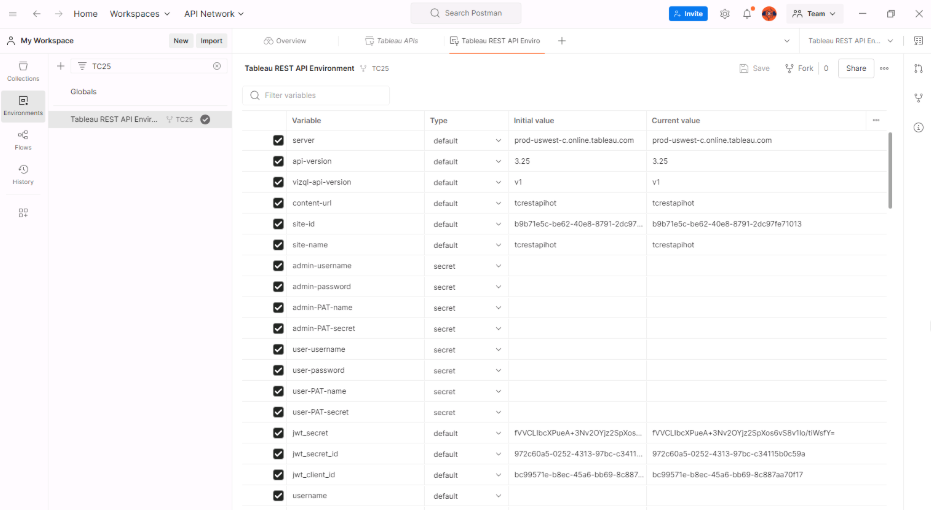 Home Workspaces API Network Search Postman Invite Team
My Workspace New Import Overview Tableau APIs Tableau REST API Enviro Tableau REST API En...
Collections
Environments
Flows
History
TC25
Globals
Tableau REST API Envir... TC25
Tableau REST API Environment TC25 Save Fork 0 Share
Filter variables
Variable Type Initial value Current value
server default prod-uswest-c.online.tableau.com prod-uswest-c.online.tableau.com
api-version default 3.25 3.25
vizql-api-version default v1 v1
content-url default tcrestapihot tcrestapihot
site-id default b9b71e5c-be62-40e8-8791-2dc97... b9b71e5c-be62-40e8-8791-2dc97fe71013
site-name default tcrestapihot tcrestapihot
admin-username secret
admin-password secret
admin-PAT-name secret
admin-PAT-secret secret
user-username secret
user-password secret
user-PAT-name secret
user-PAT-secret secret
jwt_secret default
jwt_secret_id default 972c60a5-0252-4313-97bc-c3411... 972c60a5-0252-4313-97bc-c34115b0c59a
jwt_client_id default bc99571e-b8ec-45a6-bb69-8c887... bc99571e-b8ec-45a6-bb69-8c887aa70f17
username default